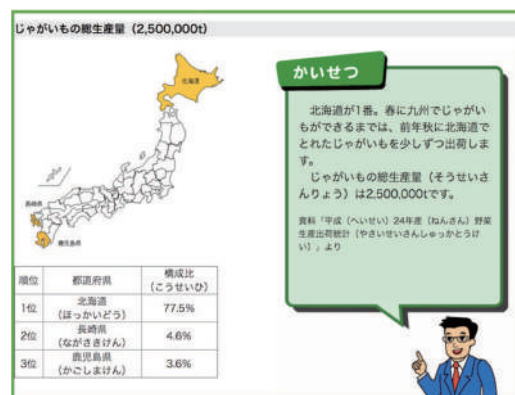 じゃがいもの総生産量（2,500,000t）
北海道
長崎県
鹿児島県
順位 都道府県 構成比（こうせいひ）
1位 北海道（ほっかいどう） 77.5%
2位 長崎県（ながさきけん） 4.6%
3位 鹿児島県（かごしまけん） 3.6%
かいせつ
北海道が1番。春に九州でじゃがい
もができるまでは、前年秋に北海道で
とれたじゃがいもを少しずつ出荷しま
す。
じゃがいもの総生産量（そうせいさ
んりょう）は2,500,000tです。
資料「平成（へいせい）24年産（ねんさん）野菜
生産出荷統計（やさいせいさんしゅっかとうけ
い）」より